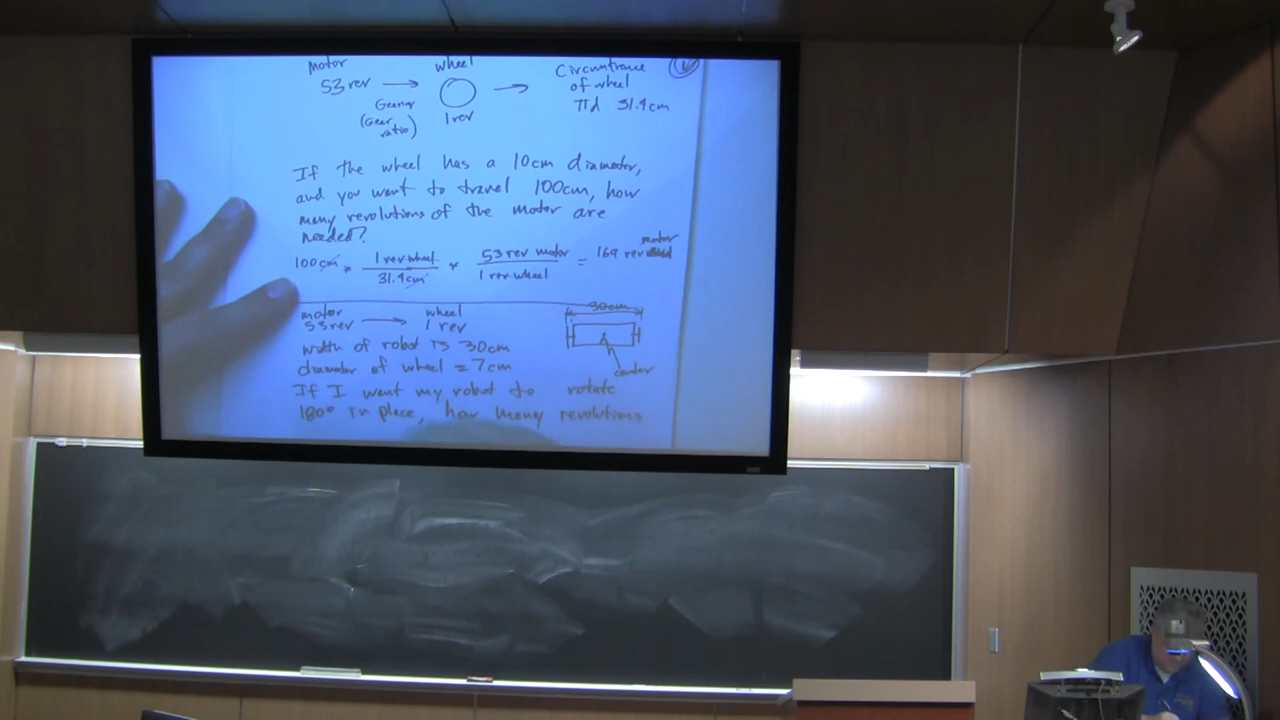 motor
wheel
Circumfrance
53 rev
of wheel
Gearing
πd 31.4cm
(Gear
1 rev
ratio)
If the wheel has a 10cm diameter,
and you want to travel 100cm, how
many revolutions of the motor are
needed?
motor
100cm * 1 rev wheel / 31.4cm * 53 rev motor / 1 rev wheel = 169 rev
30cm
motor wheel
53 rev 1 rev
width of robot is 30cm
diameter of wheel = 7cm
center
If I want my robot to rotate
180° in place, how many revolutions